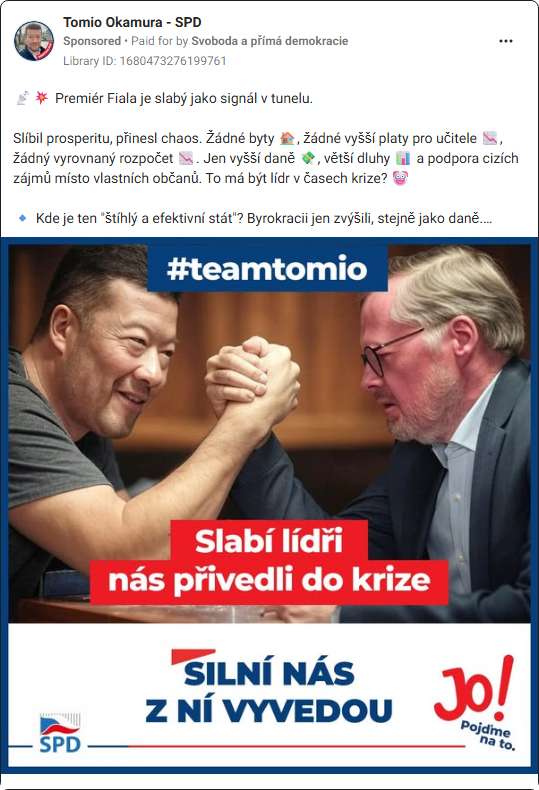 Tomio Okamura - SPD
Sponsored • Paid for by Svoboda a přímá demokracie
Library ID: 1680473276199761
📡 💥 Premiér Fiala je slabý jako signál v tunelu.
Slíbil prosperitu, přinesl chaos. Žádné byty 🏠, žádné vyšší platy pro učitele 📉,
žádný vyrovnaný rozpočet 📉. Jen vyšší daně 💸, větší dluhy 📊 a podpora cizích
zájmů místo vlastních občanů. To má být lídr v časech krize? 🤡
🔹 Kde je ten "štíhlý a efektivní stát"? Byrokracii jen zvýšili, stejně jako daně....
#teamtomio
Slabí lídři
nás přivedli do krize
SILNÍ NÁS
Z NÍ VYVEDOU
Jo!
Pojďme
na to.
SPD